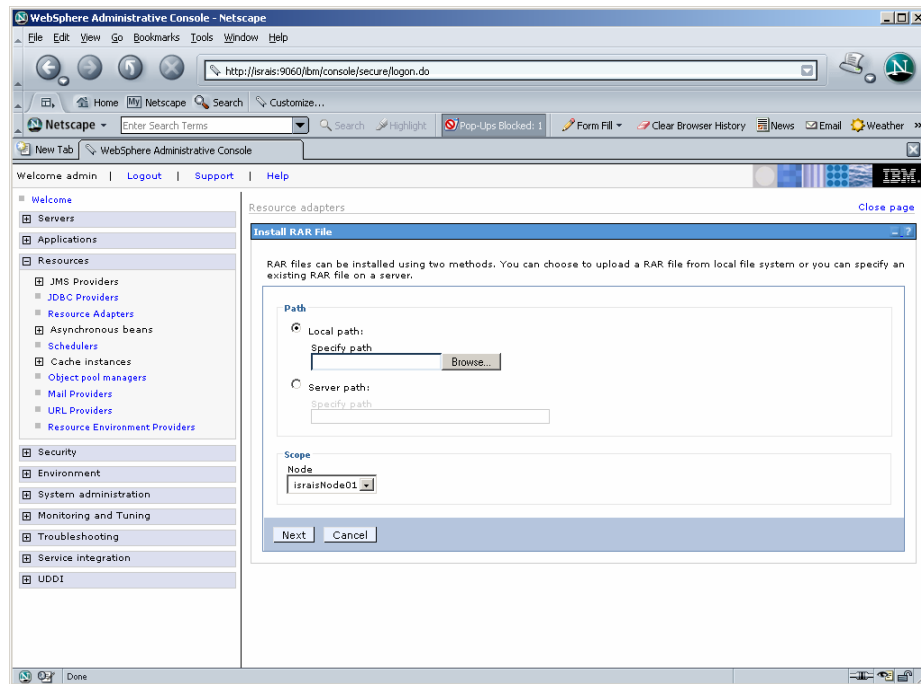 WebSphere Administrative Console - Netscape
File Edit View Go Bookmarks Tools Window Help
http://israis:9060/ibm/console/secure/logon.do
Home My Netscape Search Customize...
Netscape Enter Search Terms Search Highlight Pop-Ups Blocked: 1 Form Fill Clear Browser History News Email Weather »
New Tab WebSphere Administrative Console
Welcome admin | Logout | Support | Help IBM.
Welcome
Servers
Applications
Resources
JMS Providers
JDBC Providers
Resource Adapters
Asynchronous beans
Schedulers
Cache instances
Object pool managers
Mail Providers
URL Providers
Resource Environment Providers
Security
Environment
System administration
Monitoring and Tuning
Troubleshooting
Service integration
UDDI
Resource adapters Close page
Install RAR File - ?
RAR files can be installed using two methods. You can choose to upload a RAR file from local file system or you can specify an
existing RAR file on a server.
Path
Local path:
Specify path
Browse...
Server path:
Specify path
Scope
Node
israisNode01
Next Cancel
Done